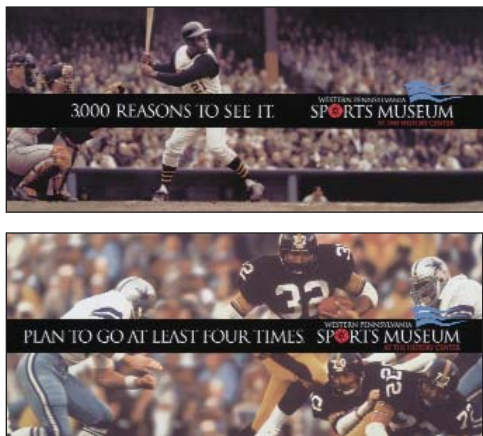 21
3,000 REASONS TO SEE IT.
WESTERN PENNSYLVANIA
SPORTS MUSEUM
AT THE HISTORY CENTER
32
PLAN TO GO AT LEAST FOUR TIMES.
WESTERN PENNSYLVANIA
SPORTS MUSEUM
AT THE HISTORY CENTER